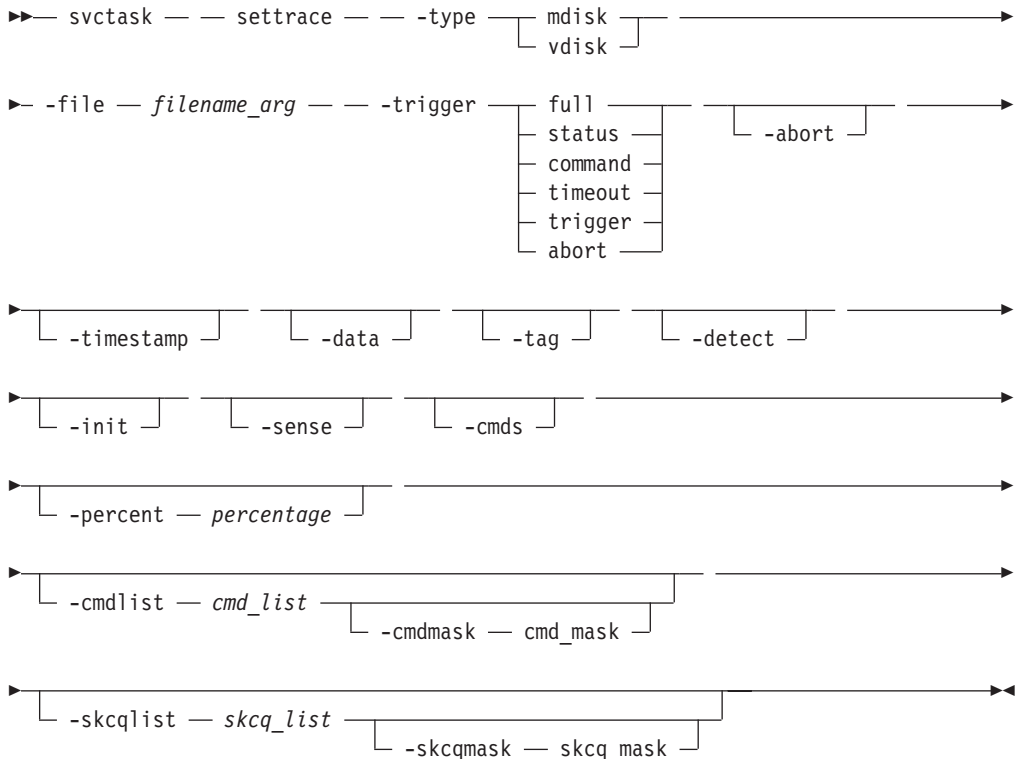 svctask settrace -type mdisk
vdisk
-file filename_arg -trigger full
status -abort
command
timeout
trigger
abort
-timestamp -data -tag -detect
-init -sense -cmds
-percent percentage
-cmdlist cmd_list
-cmdmask cmd_mask
-skcqlist skcq_list
-skcqmask skcq mask